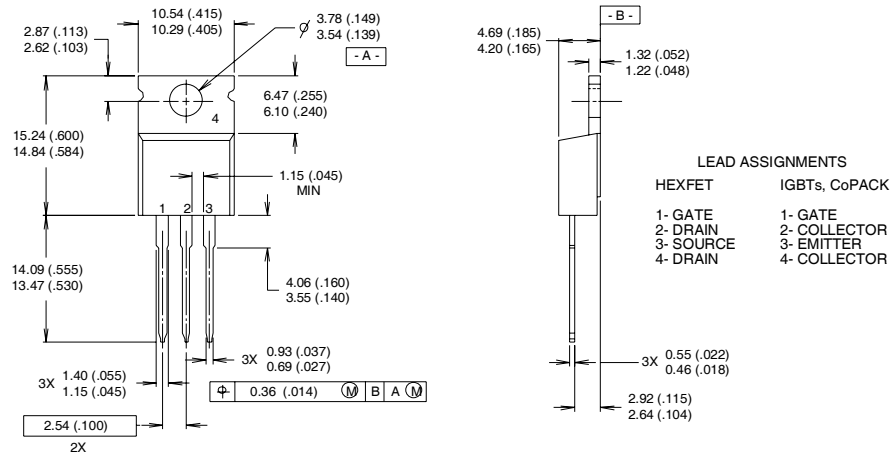 10.54 (.415)
10.29 (.405)
2.87 (.113)
2.62 (.103)
ø 3.78 (.149)
3.54 (.139)
- A -
4
6.47 (.255)
6.10 (.240)
15.24 (.600)
14.84 (.584)
1.15 (.045)
MIN
1 2 3
14.09 (.555)
13.47 (.530)
4.06 (.160)
3.55 (.140)
3X 0.93 (.037)
0.69 (.027)
3X 1.40 (.055)
1.15 (.045)
⌖ 0.36 (.014) Ⓜ B A Ⓜ
2.54 (.100)
2X
- B -
4.69 (.185)
4.20 (.165)
1.32 (.052)
1.22 (.048)
3X 0.55 (.022)
0.46 (.018)
2.92 (.115)
2.64 (.104)
LEAD ASSIGNMENTS
HEXFET IGBTs, CoPACK
1- GATE 1- GATE
2- DRAIN 2- COLLECTOR
3- SOURCE 3- EMITTER
4- DRAIN 4- COLLECTOR